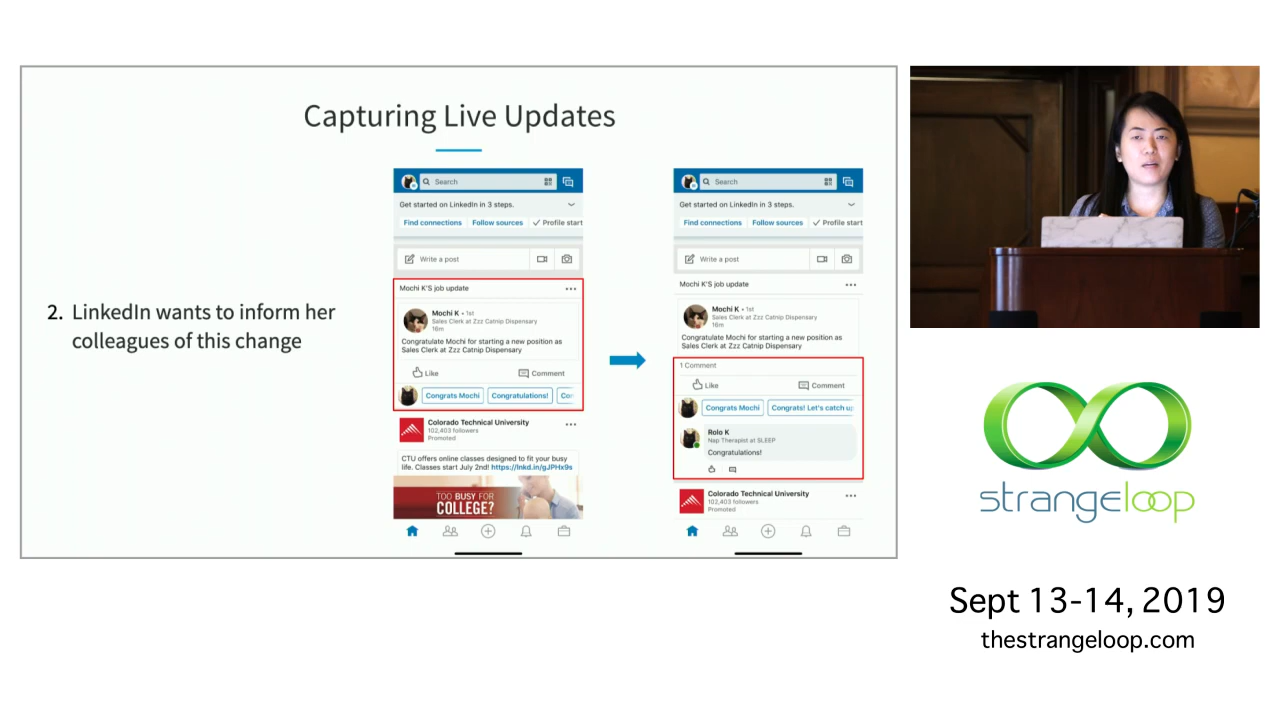 Capturing Live Updates
2. LinkedIn wants to inform her
colleagues of this change
Search
Get started on LinkedIn in 3 steps.
Find connections Follow sources ✓ Profile start
Write a post
Mochi K'S job update
Mochi K • 1st
Sales Clerk at Zzz Catnip Dispensary
16m
Congratulate Mochi for starting a new position as
Sales Clerk at Zzz Catnip Dispensary
Like Comment
Congrats Mochi Congratulations! Con
Colorado Technical University
102,403 followers
Promoted
CTU offers online classes designed to fit your busy
life. Classes start July 2nd! https://lnkd.in/gJPHx9s
TOO BUSY FOR
COLLEGE?
Search
Get started on LinkedIn in 3 steps.
Find connections Follow sources ✓ Profile start
Write a post
Mochi K'S job update
Mochi K • 1st
Sales Clerk at Zzz Catnip Dispensary
16m
Congratulate Mochi for starting a new position as
Sales Clerk at Zzz Catnip Dispensary
1 Comment
Like Comment
Congrats Mochi Congrats! Let's catch up
Rolo K
Nap Therapist at SLEEP
Congratulations!
Colorado Technical University
102,403 followers
Promoted
strangeloop
Sept 13-14, 2019
thestrangeloop.com